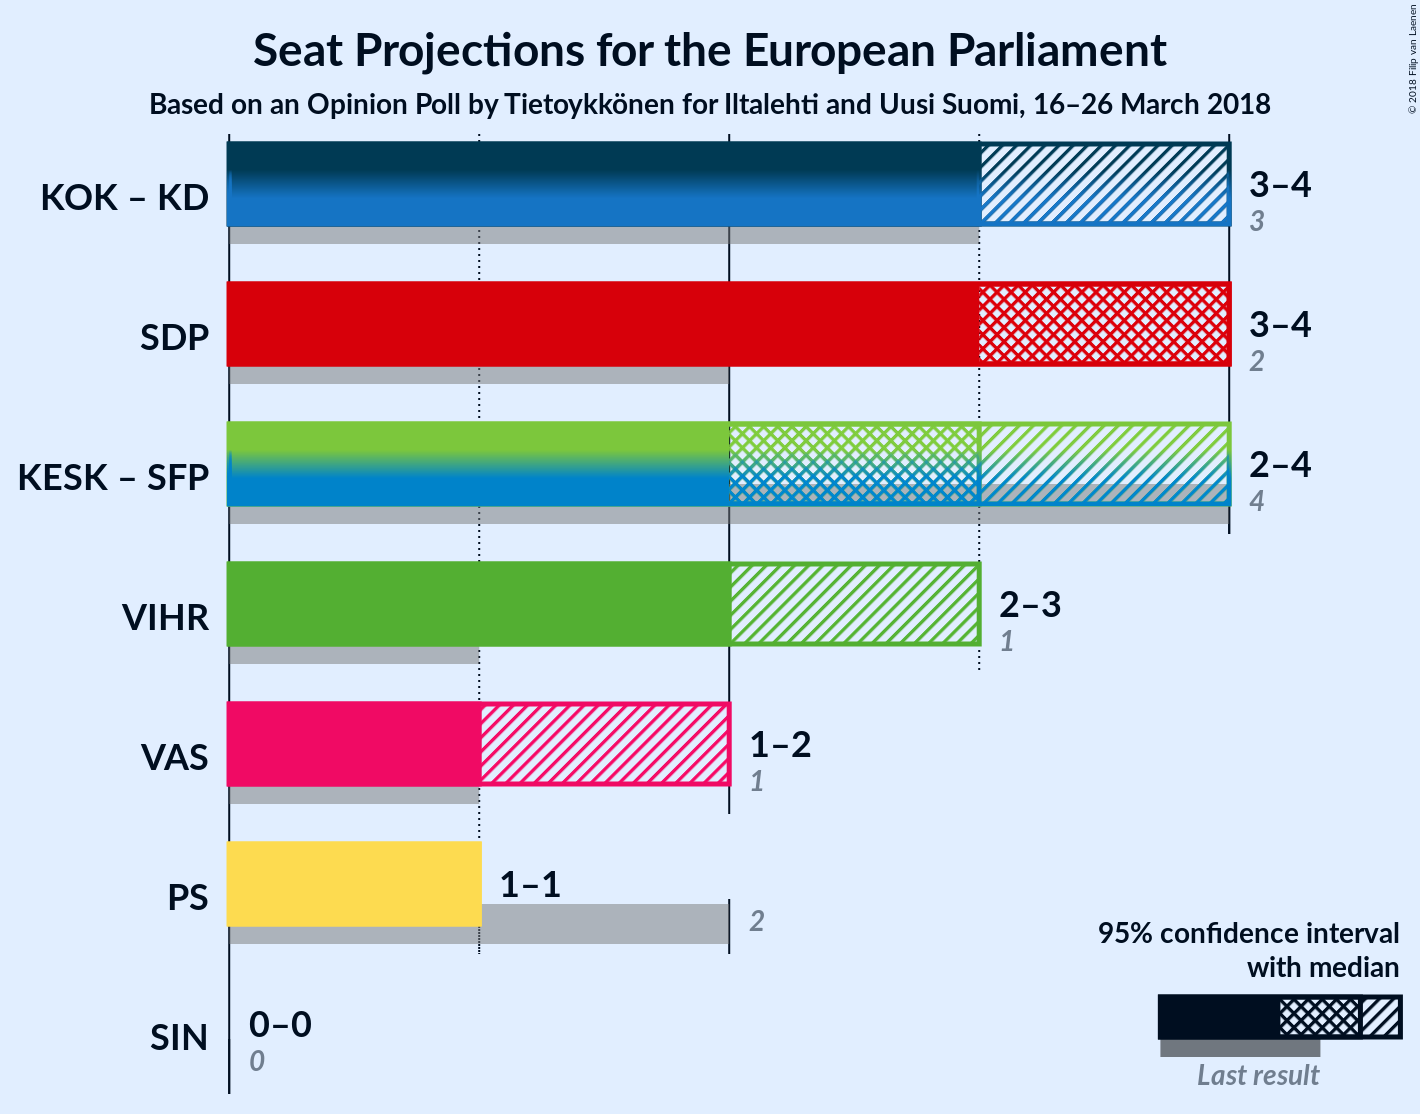 Seat Projections for the European Parliament
Based on an Opinion Poll by Tietoykkönen for Iltalehti and Uusi Suomi, 16–26 March 2018
© 2018 Filip van Laenen
KOK – KD
3–4
3
SDP
3–4
2
KESK – SFP
2–4
4
VIHR
2–3
1
VAS
1–2
1
PS
1–1
2
SIN
0–0
0
95% confidence interval
with median
Last result